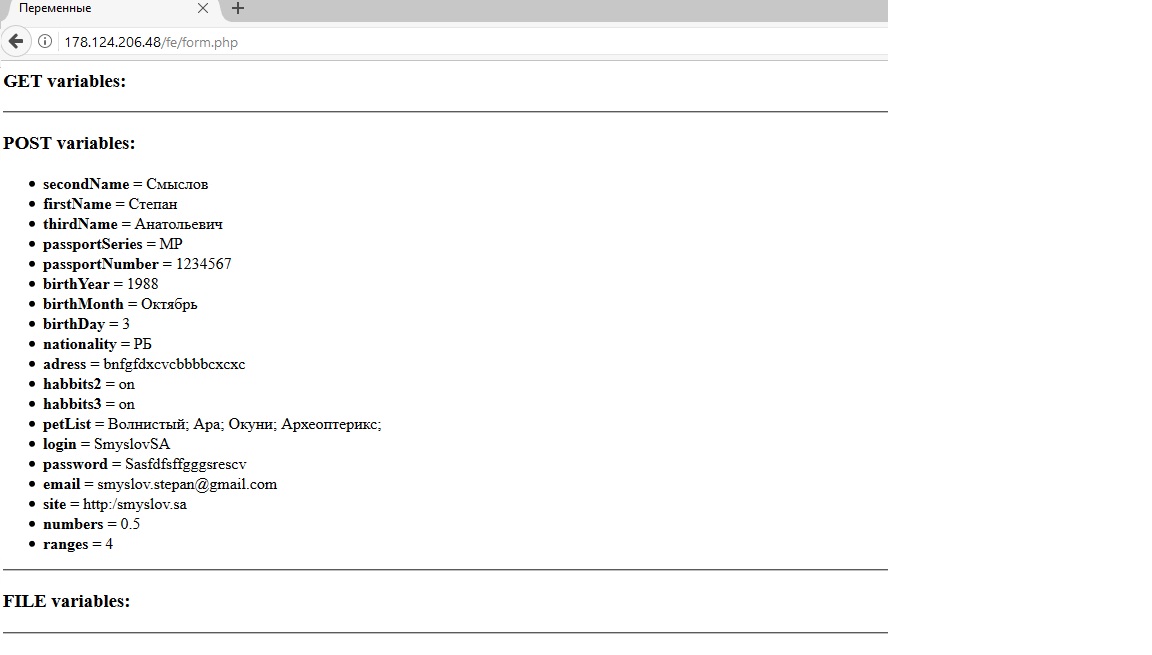 Переменные
178.124.206.48/fe/form.php
GET variables:
POST variables:
secondName = Смыслов
firstName = Степан
thirdName = Анатольевич
passportSeries = MP
passportNumber = 1234567
birthYear = 1988
birthMonth = Октябрь
birthDay = 3
nationality = РБ
adress = bnfgfdxcvcbbbbcxcxc
habbits2 = on
habbits3 = on
petList = Волнистый; Ара; Окуни; Археоптерикс;
login = SmyslovSA
password = Sasfdfsffgggsrescv
email = smyslov.stepan@gmail.com
site = http:/smyslov.sa
numbers = 0.5
ranges = 4
FILE variables: